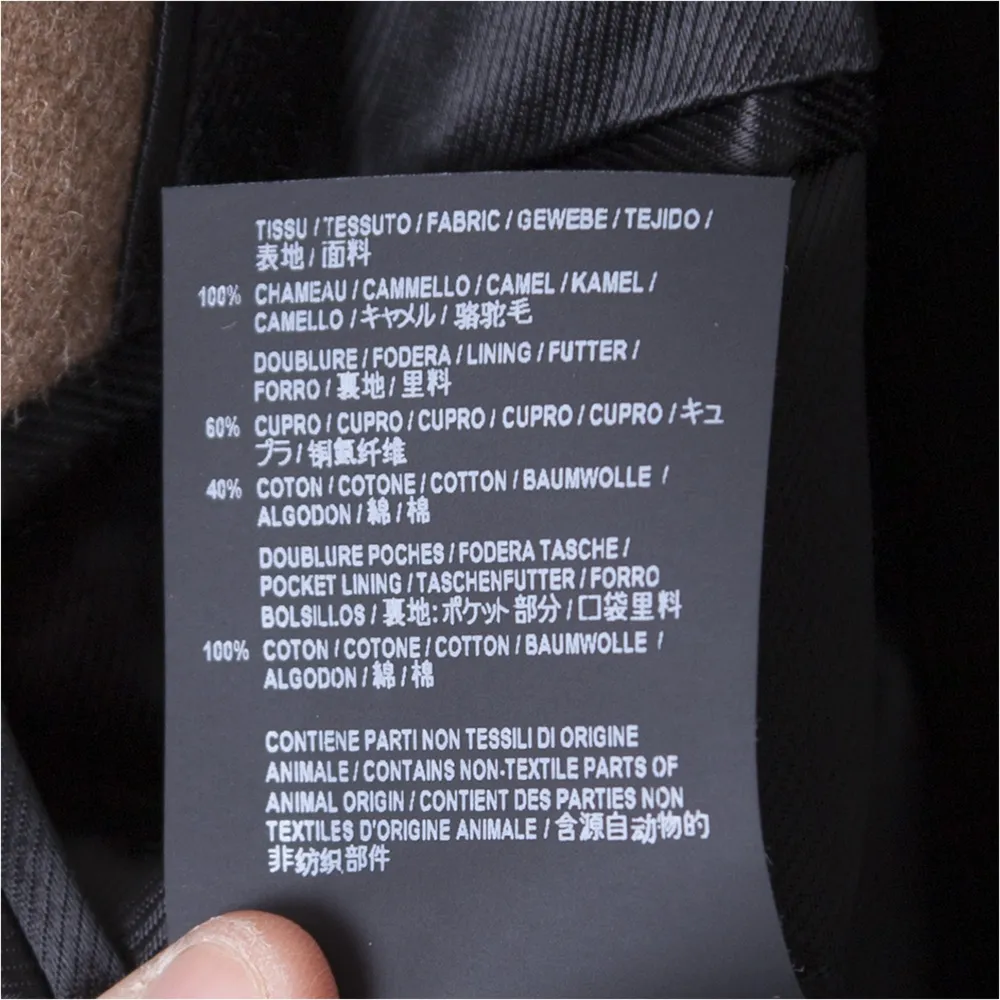 TISSU / TESSUTO / FABRIC / GEWEBE / TEJIDO /
表地 / 面料
100% CHAMEAU / CAMMELLO / CAMEL / KAMEL /
CAMELLO / キャメル / 骆驼毛
DOUBLURE / FODERA / LINING / FUTTER /
FORRO / 裏地 / 里料
60% CUPRO / CUPRO / CUPRO / CUPRO / CUPRO / キュ
プラ / 铜氨纤维
40% COTON / COTONE / COTTON / BAUMWOLLE /
ALGODON / 綿 / 棉
DOUBLURE POCHES / FODERA TASCHE /
POCKET LINING / TASCHENFUTTER / FORRO
BOLSILLOS / 裏地:ポケット部分 / 口袋里料
100% COTON / COTONE / COTTON / BAUMWOLLE /
ALGODON / 綿 / 棉
CONTIENE PARTI NON TESSILI DI ORIGINE
ANIMALE / CONTAINS NON-TEXTILE PARTS OF
ANIMAL ORIGIN / CONTIENT DES PARTIES NON
TEXTILES D'ORIGINE ANIMALE / 含源自动物的
非纺织部件